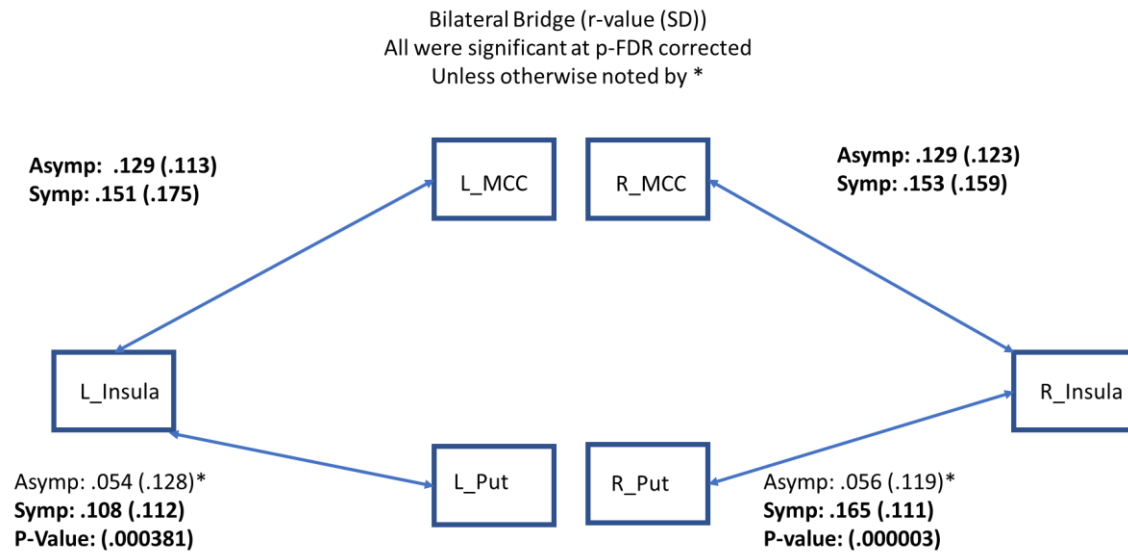 Bilateral Bridge (r-value (SD))
All were significant at p-FDR corrected
Unless otherwise noted by *
Asymp: .129 (.113)
Symp: .151 (.175)
L_MCC
R_MCC
Asymp: .129 (.123)
Symp: .153 (.159)
L_Insula
R_Insula
Asymp: .054 (.128)*
Symp: .108 (.112)
P-Value: (.000381)
L_Put
R_Put
Asymp: .056 (.119)*
Symp: .165 (.111)
P-value: (.000003)